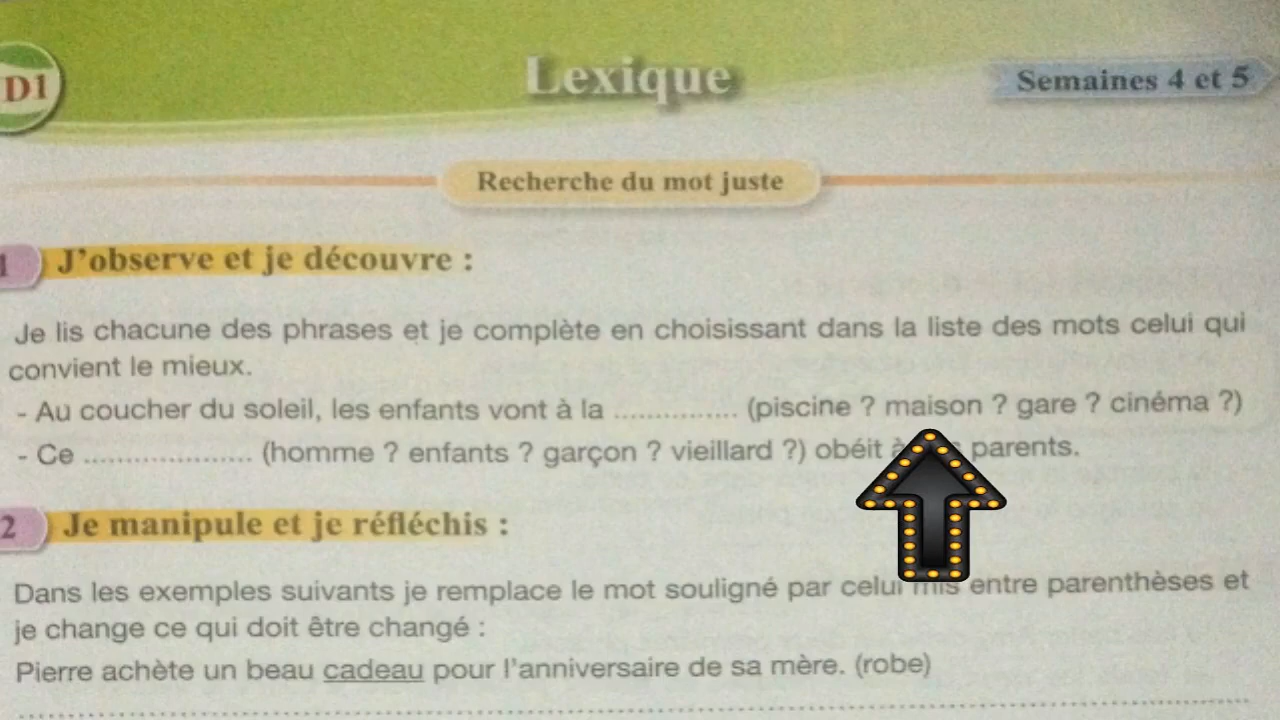 D1
Lexique
Semaines 4 et 5
Recherche du mot juste
1 J'observe et je découvre :
Je lis chacune des phrases et je complète en choisissant dans la liste des mots celui qui
convient le mieux.
- Au coucher du soleil, les enfants vont à la .............. (piscine ? maison ? gare ? cinéma ?)
- Ce .................... (homme ? enfants ? garçon ? vieillard ?) obéit à parents.
2 Je manipule et je réfléchis :
Dans les exemples suivants je remplace le mot souligné par celui mis entre parenthèses et
je change ce qui doit être changé :
Pierre achète un beau cadeau pour l'anniversaire de sa mère. (robe)